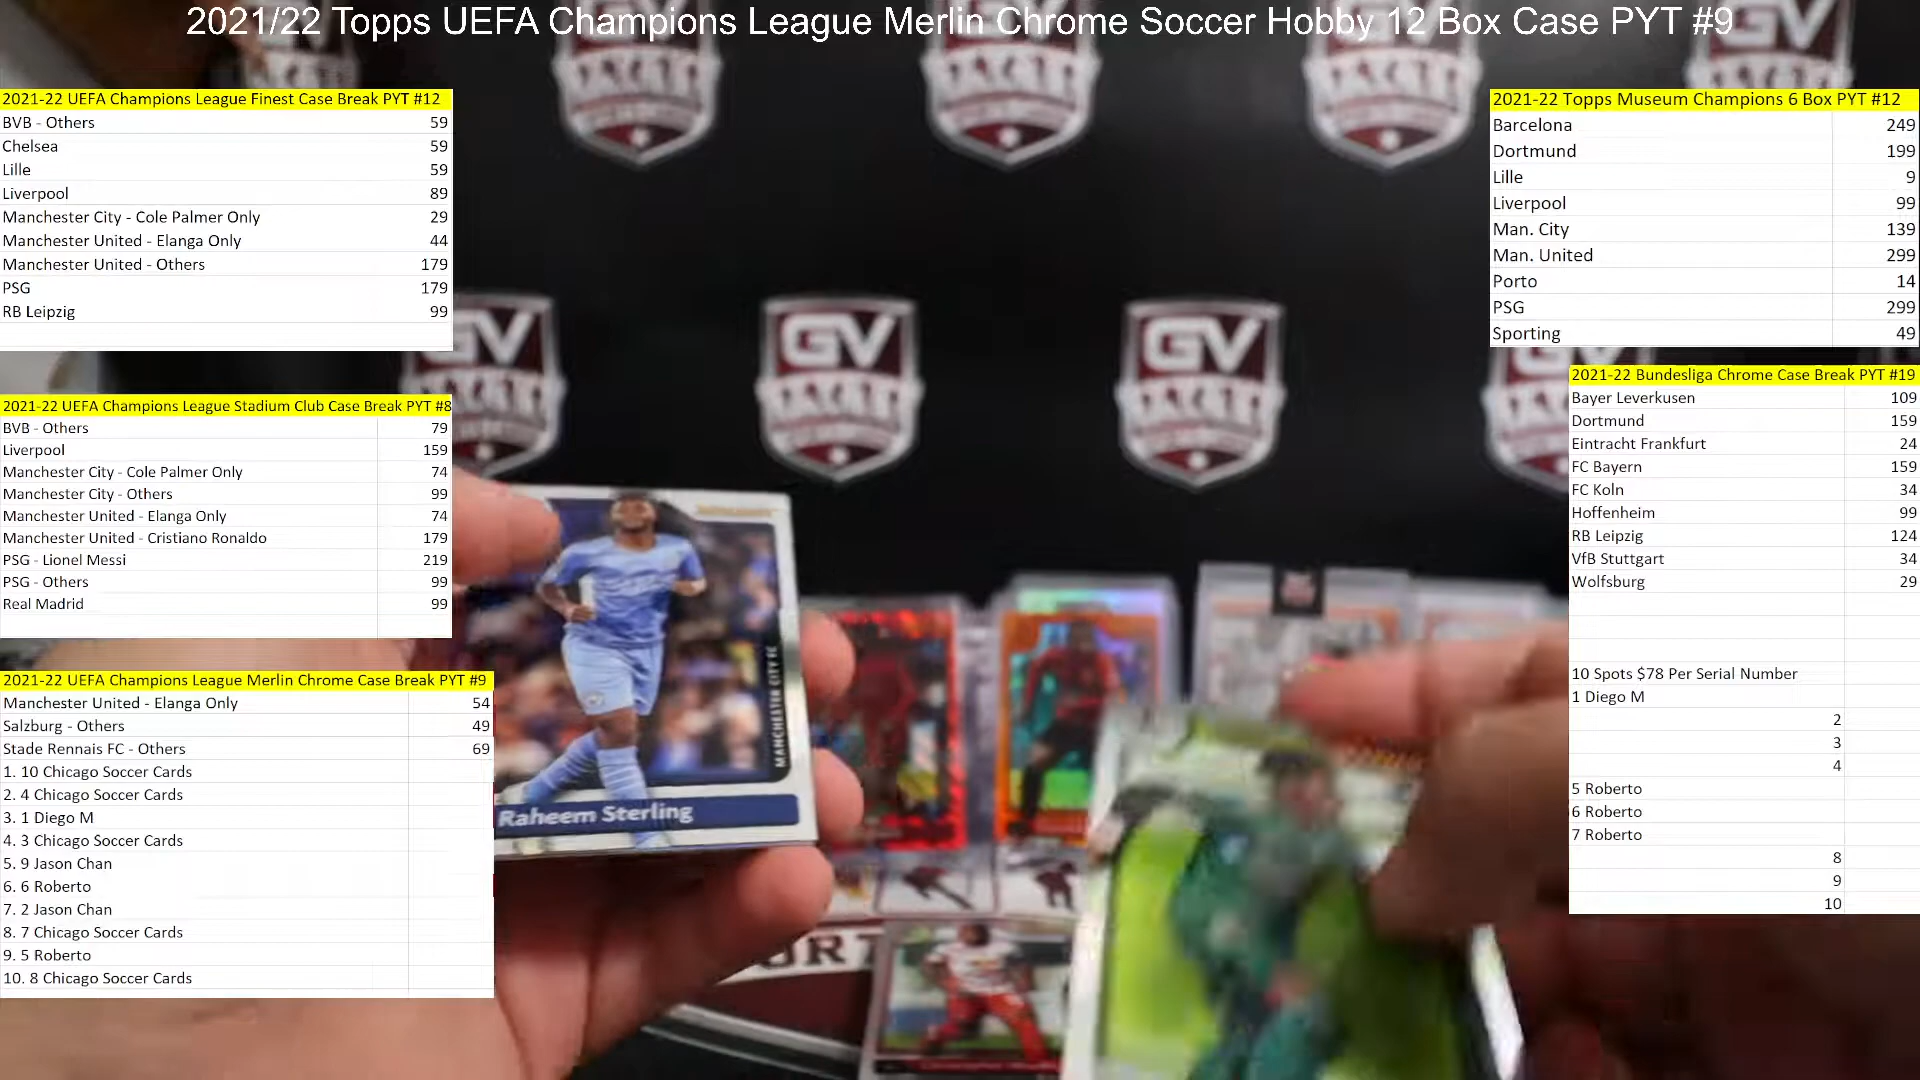 2021/22 Topps UEFA Champions League Merlin Chrome Soccer Hobby 12 Box Case PYT #9
2021-22 UEFA Champions League Finest Case Break PYT #12
BVB - Others 59
Chelsea 59
Lille 59
Liverpool 89
Manchester City - Cole Palmer Only 29
Manchester United - Elanga Only 44
Manchester United - Others 179
PSG 179
RB Leipzig 99
2021-22 UEFA Champions League Stadium Club Case Break PYT #8
BVB - Others 79
Liverpool 159
Manchester City - Cole Palmer Only 74
Manchester City - Others 99
Manchester United - Elanga Only 74
Manchester United - Cristiano Ronaldo 179
PSG - Lionel Messi 219
PSG - Others 99
Real Madrid 99
2021-22 UEFA Champions League Merlin Chrome Case Break PYT #9
Manchester United - Elanga Only 54
Salzburg - Others 49
Stade Rennais FC - Others 69
1. 10 Chicago Soccer Cards
2. 4 Chicago Soccer Cards
3. 1 Diego M
4. 3 Chicago Soccer Cards
5. 9 Jason Chan
6. 6 Roberto
7. 2 Jason Chan
8. 7 Chicago Soccer Cards
9. 5 Roberto
10. 8 Chicago Soccer Cards
2021-22 Topps Museum Champions 6 Box PYT #12
Barcelona 249
Dortmund 199
Lille 9
Liverpool 99
Man. City 139
Man. United 299
Porto 14
PSG 299
Sporting 49
2021-22 Bundesliga Chrome Case Break PYT #19
Bayer Leverkusen 109
Dortmund 159
Eintracht Frankfurt 24
FC Bayern 159
FC Koln 34
Hoffenheim 99
RB Leipzig 124
VfB Stuttgart 34
Wolfsburg 29
10 Spots $78 Per Serial Number
1 Diego M
2
3
4
5 Roberto
6 Roberto
7 Roberto
8
9
10
GV
GV
GV
GV
GV
GV
GV
MANCHESTER CITY FC
Raheem Sterling